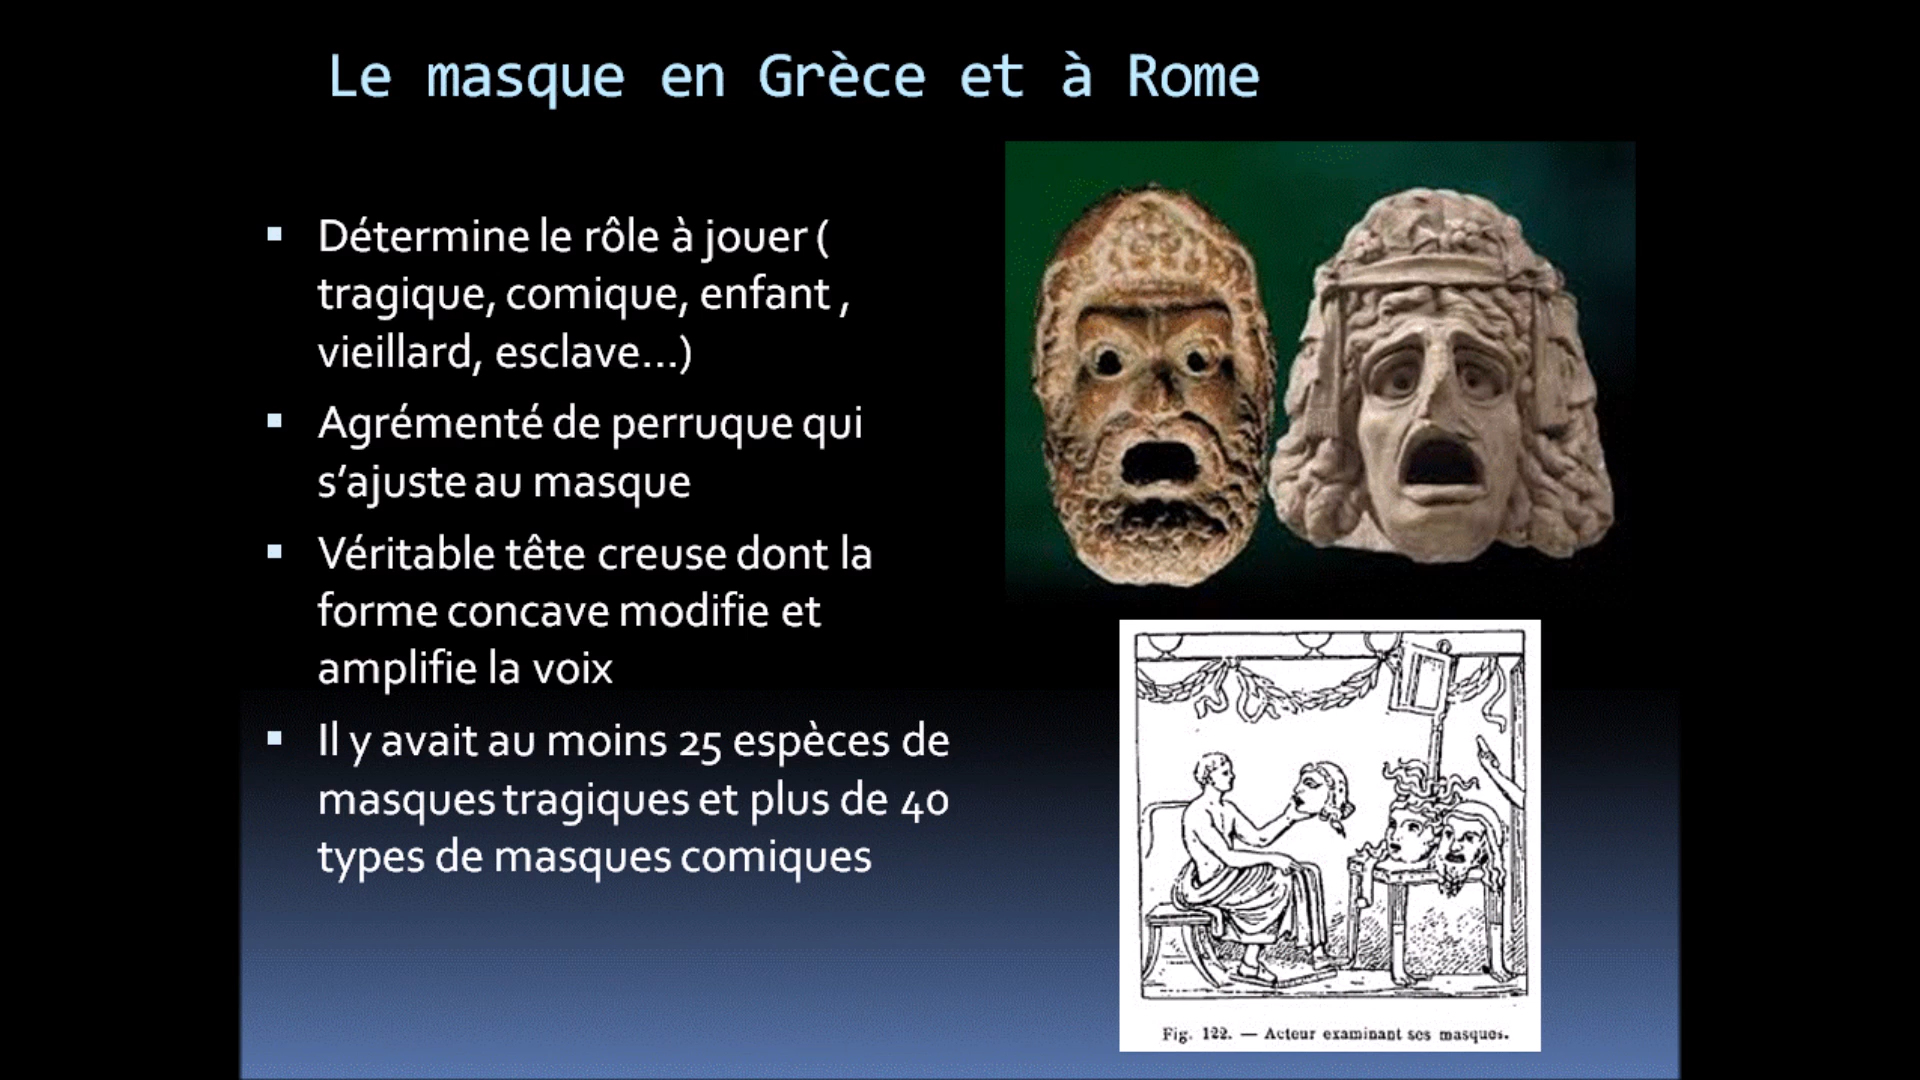 Le masque en Grèce et à Rome
▪ Détermine le rôle à jouer (
tragique, comique, enfant ,
vieillard, esclave...)
▪ Agrémenté de perruque qui
s'ajuste au masque
▪ Véritable tête creuse dont la
forme concave modifie et
amplifie la voix
▪ Il y avait au moins 25 espèces de
masques tragiques et plus de 40
types de masques comiques
Fig. 122. — Acteur examinant ses masques.